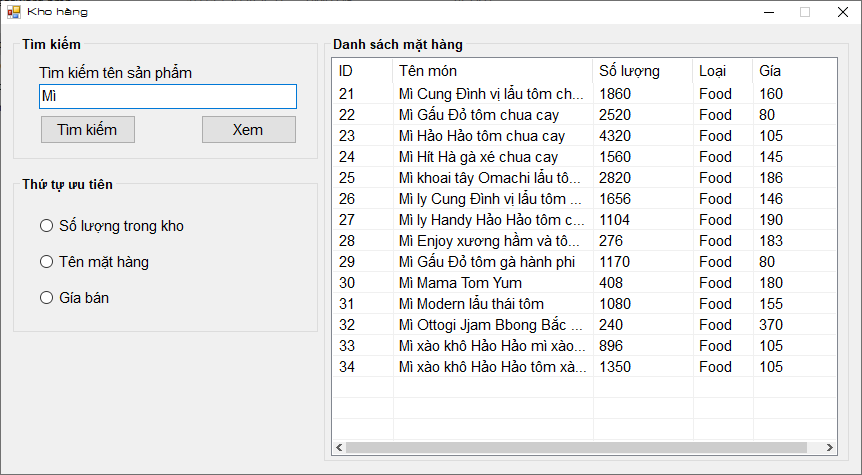 Kho hàng
Tìm kiếm
Tìm kiếm tên sản phẩm
Mì
Tìm kiếm Xem
Thứ tự ưu tiên
Số lượng trong kho
Tên mặt hàng
Gía bán
Danh sách mặt hàng
ID Tên món Số lượng Loại Gía
21 Mì Cung Đình vị lẩu tôm ch... 1860 Food 160
22 Mì Gấu Đỏ tôm chua cay 2520 Food 80
23 Mì Hảo Hảo tôm chua cay 4320 Food 105
24 Mì Hít Hà gà xé chua cay 1560 Food 145
25 Mì khoai tây Omachi lẩu tô... 2820 Food 186
26 Mì ly Cung Đình vị lẩu tôm ... 1656 Food 146
27 Mì ly Handy Hảo Hảo tôm c... 1104 Food 190
28 Mì Enjoy xương hầm và tô... 276 Food 183
29 Mì Gấu Đỏ tôm gà hành phi 1170 Food 80
30 Mì Mama Tom Yum 408 Food 180
31 Mì Modern lẩu thái tôm 1080 Food 155
32 Mì Ottogi Jjam Bbong Bắc ... 240 Food 370
33 Mì xào khô Hảo Hảo mì xào... 896 Food 105
34 Mì xào khô Hảo Hảo tôm xà... 1350 Food 105